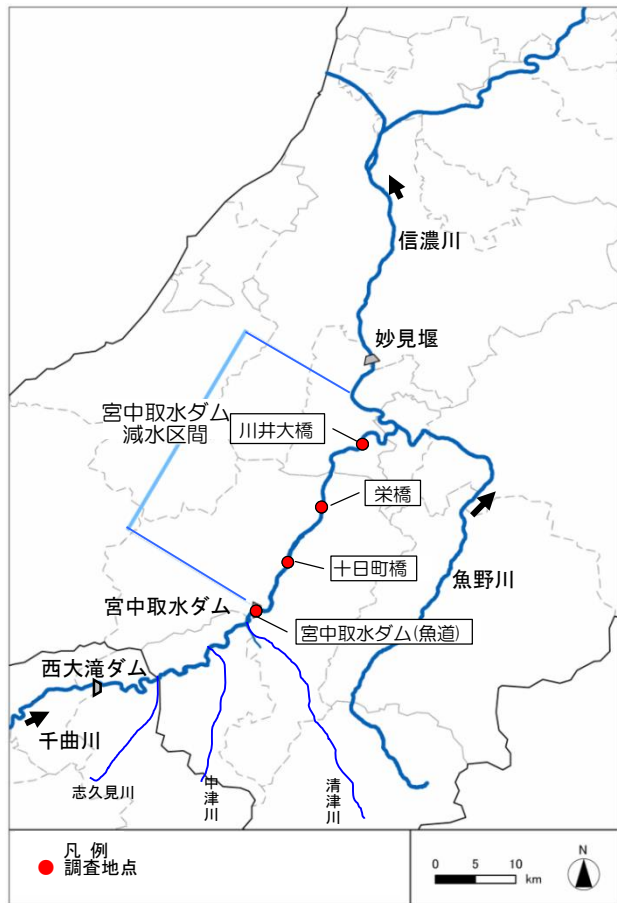 信濃川
妙見堰
宮中取水ダム
減水区間
川井大橋
栄橋
十日町橋
魚野川
宮中取水ダム
宮中取水ダム(魚道)
西大滝ダム
千曲川
志久見川
中津川
清津川
凡 例
調査地点
0 5 10
km
N